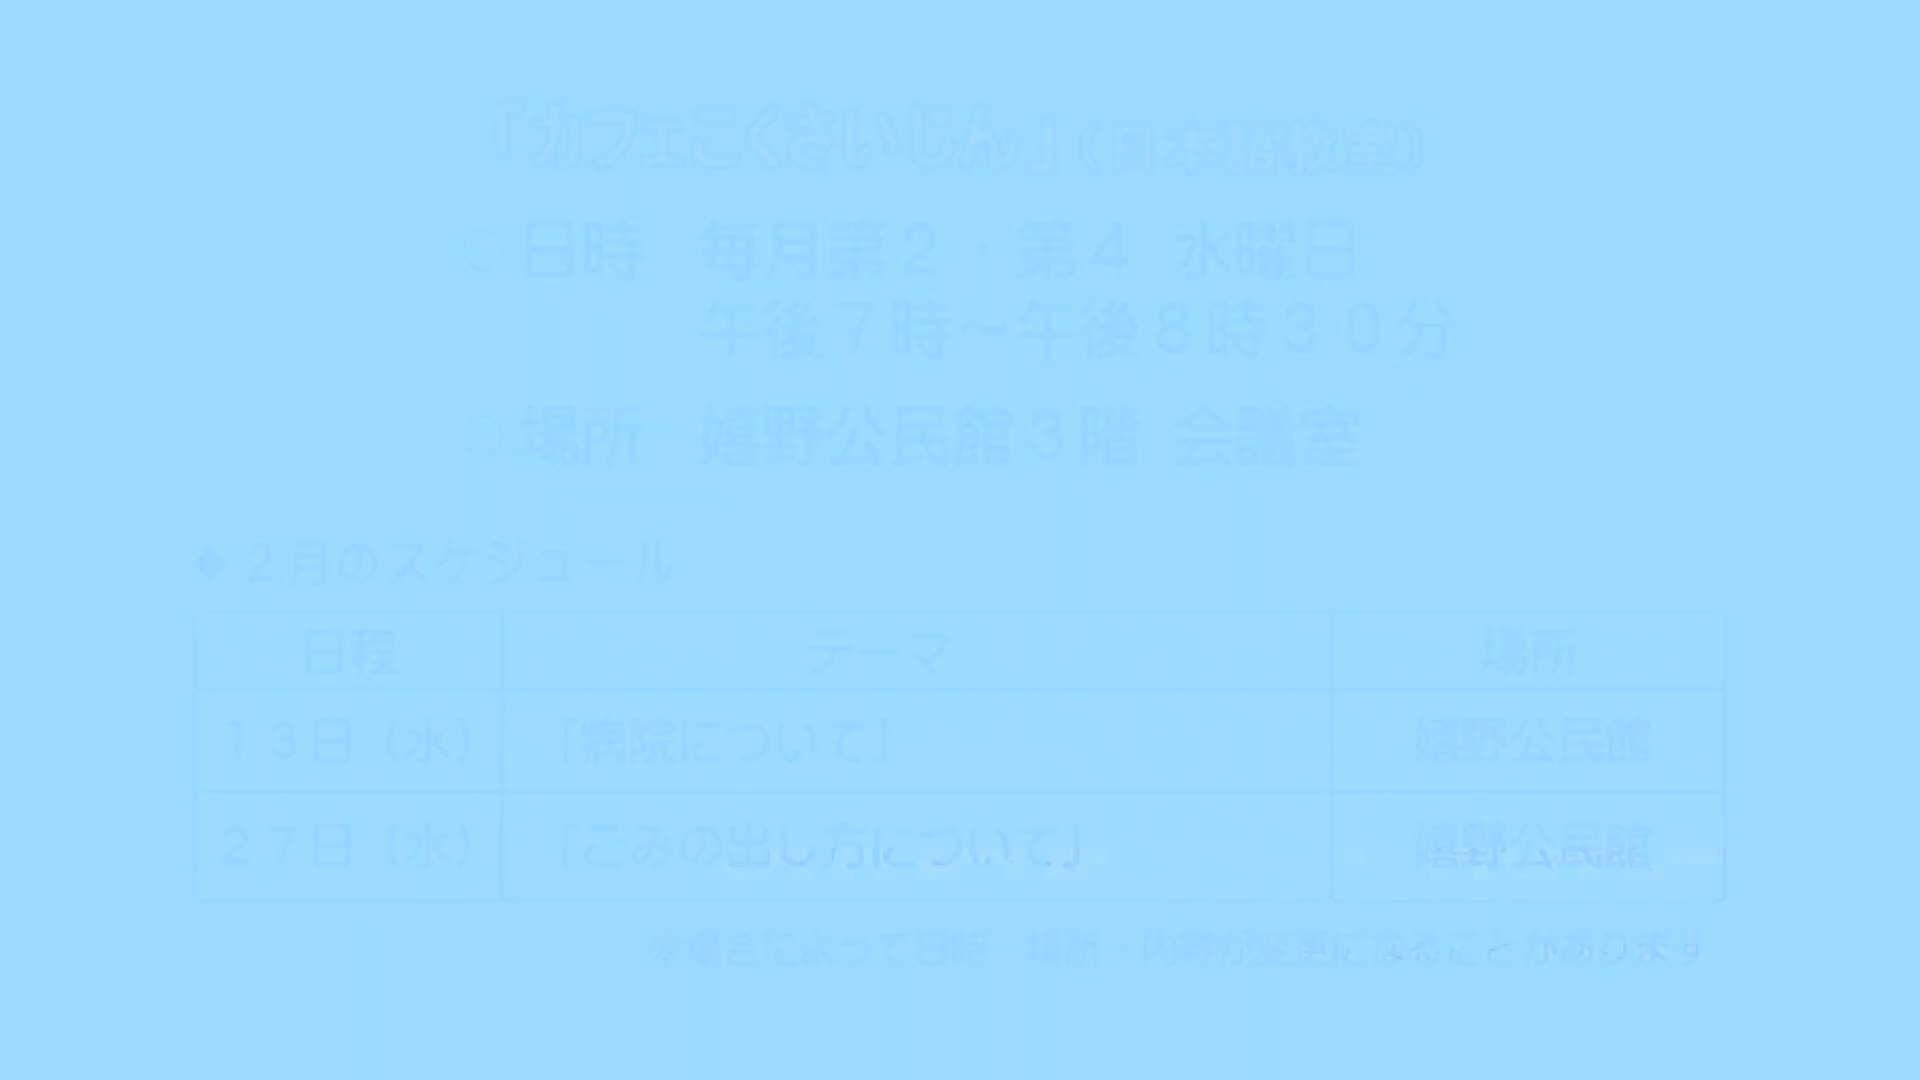 「カフェこくさいじん」（日本語教室）
○日時　毎月第２・第４ 水曜日
午後７時～午後８時３０分
○場所　嬉野公民館３階 会議室
◆２月のスケジュール
日程　テーマ　場所
１３日（水）　「病院について」　嬉野公民館
２７日（水）　「ごみの出し方について」　嬉野公民館
※場合によって日時・場所・内容が変更になることがあります